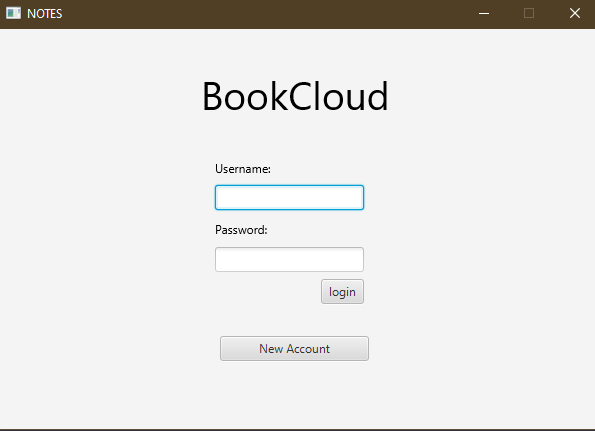 NOTES
BookCloud
Username:
Password:
login
New Account